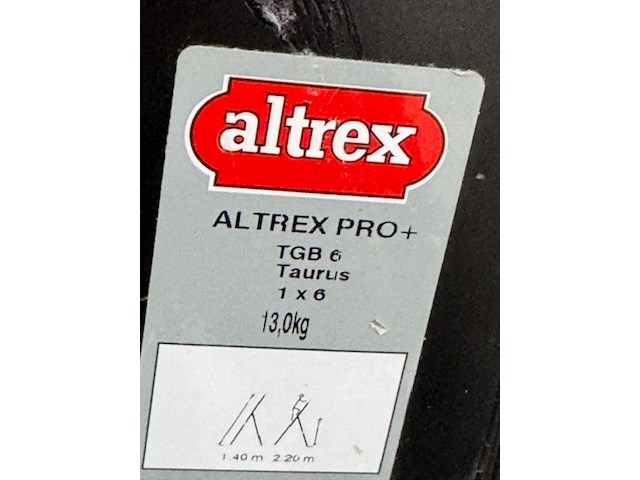 altrex
ALTREX PRO+
TGB 6
Taurus
1 x 6
13,0kg
1.40 m 2.20 m